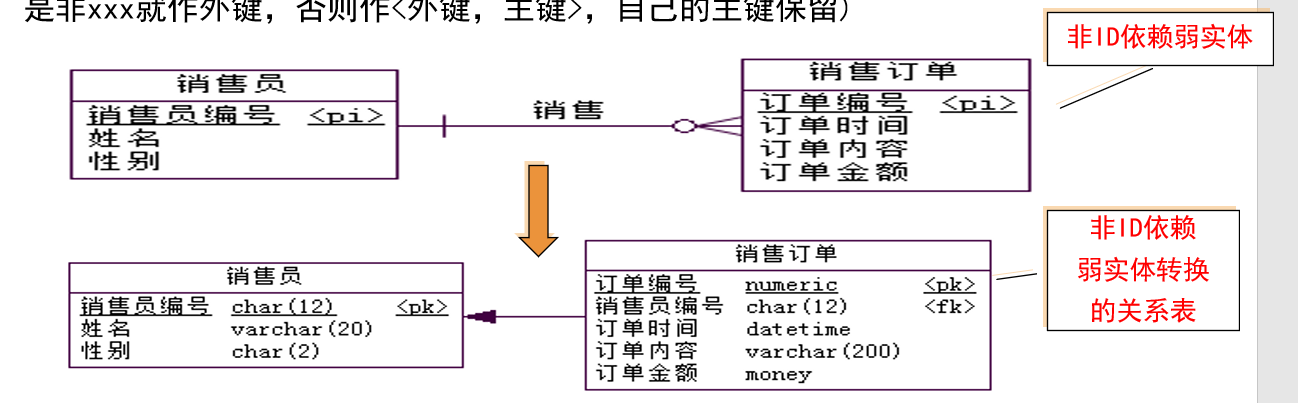 是非xxx就作外键，否则作<外键，主键>，自己的主键保留)
非ID依赖弱实体
销售员
销售员编号 <pi>
姓名
性别
销售
销售订单
订单编号 <pi>
订单时间
订单内容
订单金额
非ID依赖
弱实体转换
的关系表
销售员
销售员编号 char(12) <pk>
姓名 varchar(20)
性别 char(2)
销售订单
订单编号 numeric <pk>
销售员编号 char(12) <fk>
订单时间 datetime
订单内容 varchar(200)
订单金额 money